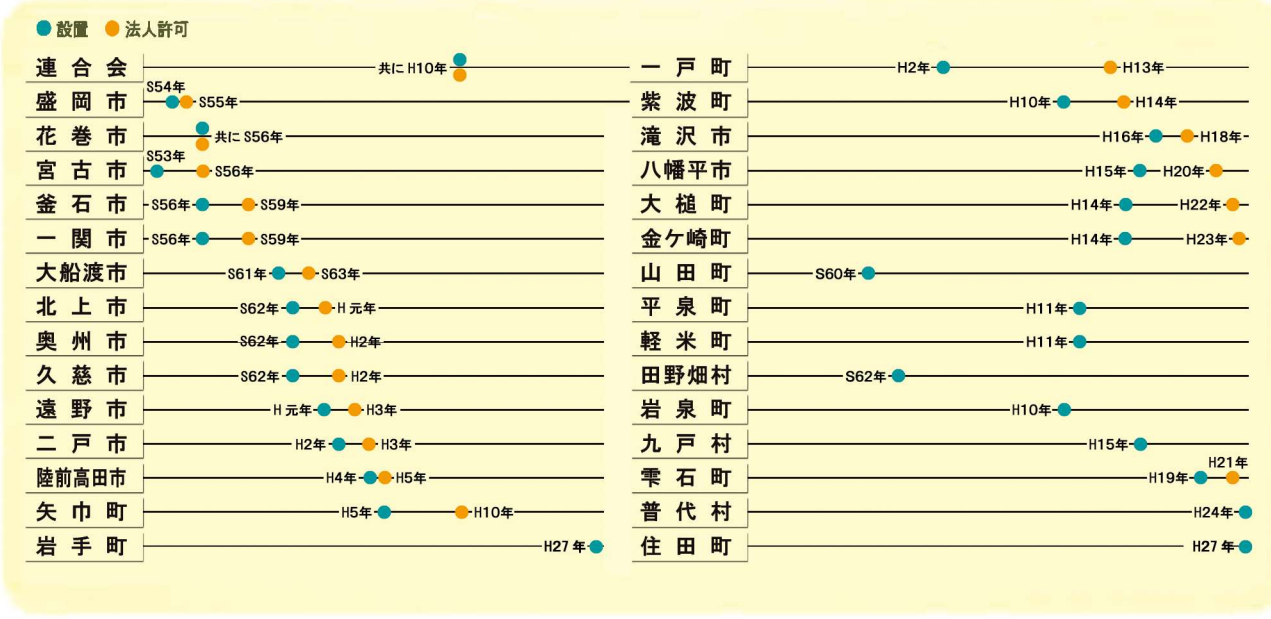 設置 法人許可
連合会 共に H10年
盛岡市 S54年 S55年
花巻市 共に S56年
宮古市 S53年 S56年
釜石市 S56年 S59年
一関市 S56年 S59年
大船渡市 S61年 S63年
北上市 S62年 H元年
奥州市 S62年 H2年
久慈市 S62年 H2年
遠野市 H元年 H3年
二戸市 H2年 H3年
陸前高田市 H4年 H5年
矢巾町 H5年 H10年
岩手町 H27年
一戸町 H2年 H13年
紫波町 H10年 H14年
滝沢市 H16年 H18年
八幡平市 H15年 H20年
大槌町 H14年 H22年
金ケ崎町 H14年 H23年
山田町 S60年
平泉町 H11年
軽米町 H11年
田野畑村 S62年
岩泉町 H10年
九戸村 H15年
雫石町 H19年 H21年
普代村 H24年
住田町 H27年